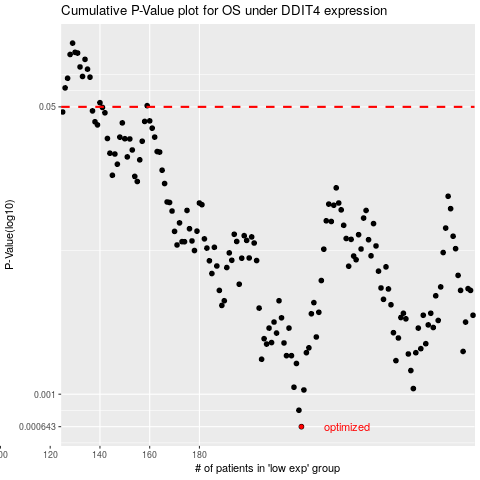 Cumulative P-Value plot for OS under DDIT4 expression
P-Value(log10)
0.05
0.001
0.000643
optimized
00 120 140 160 180
# of patients in 'low exp' group